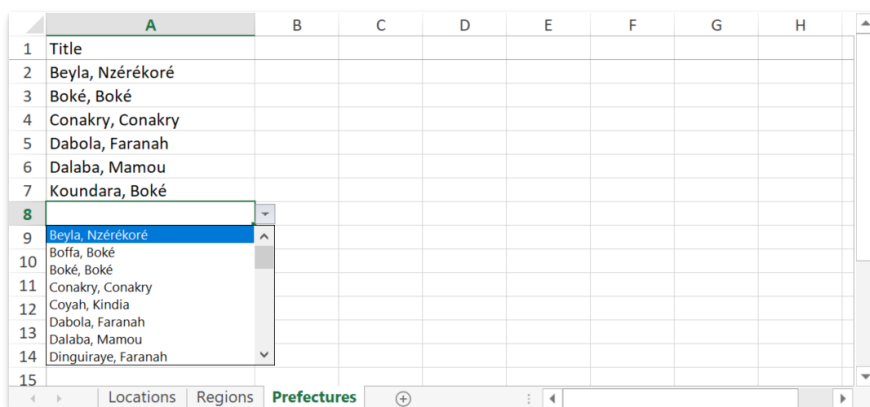 A B C D E F G H
1 Title
2 Beyla, Nzérékoré
3 Boké, Boké
4 Conakry, Conakry
5 Dabola, Faranah
6 Dalaba, Mamou
7 Koundara, Boké
8
9 Beyla, Nzérékoré
Boffa, Boké
10 Boké, Boké
11 Conakry, Conakry
12 Coyah, Kindia
Dabola, Faranah
13 Dalaba, Mamou
14 Dinguiraye, Faranah
15
Locations Regions Prefectures